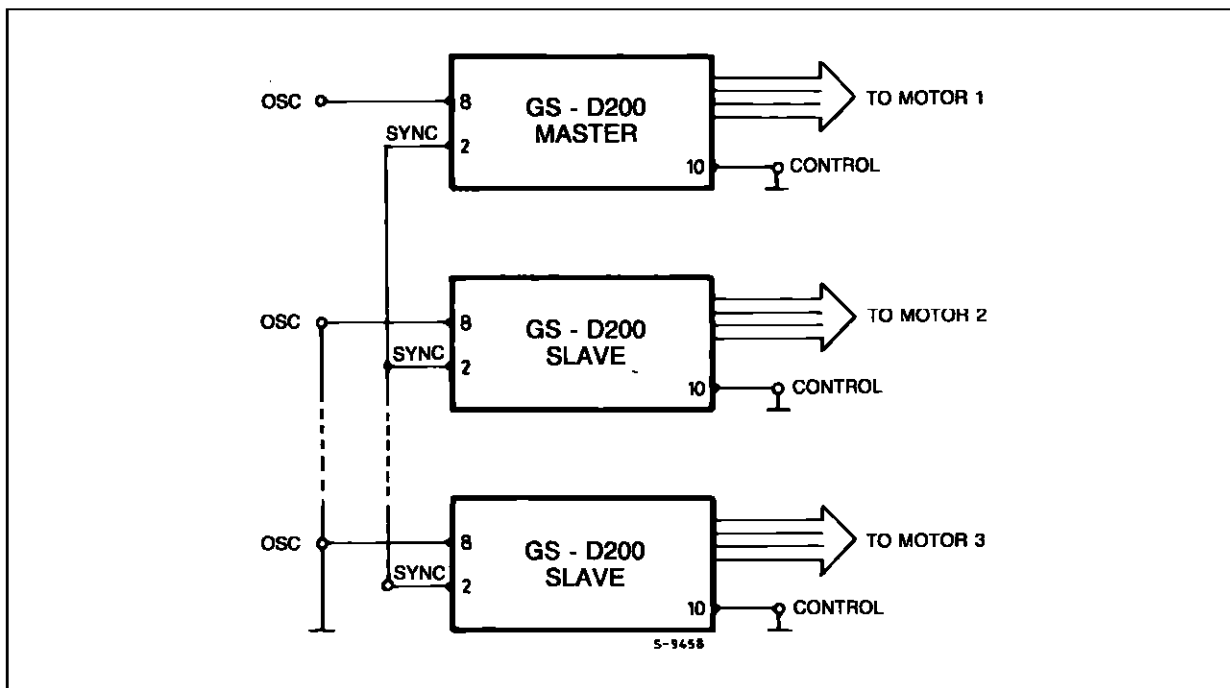 OSC
8
GS - D200
MASTER
TO MOTOR 1
SYNC
2
10
CONTROL
OSC
8
GS - D200
SLAVE
TO MOTOR 2
SYNC
2
10
CONTROL
OSC
8
GS - D200
SLAVE
TO MOTOR 3
SYNC
2
10
CONTROL
S-9458